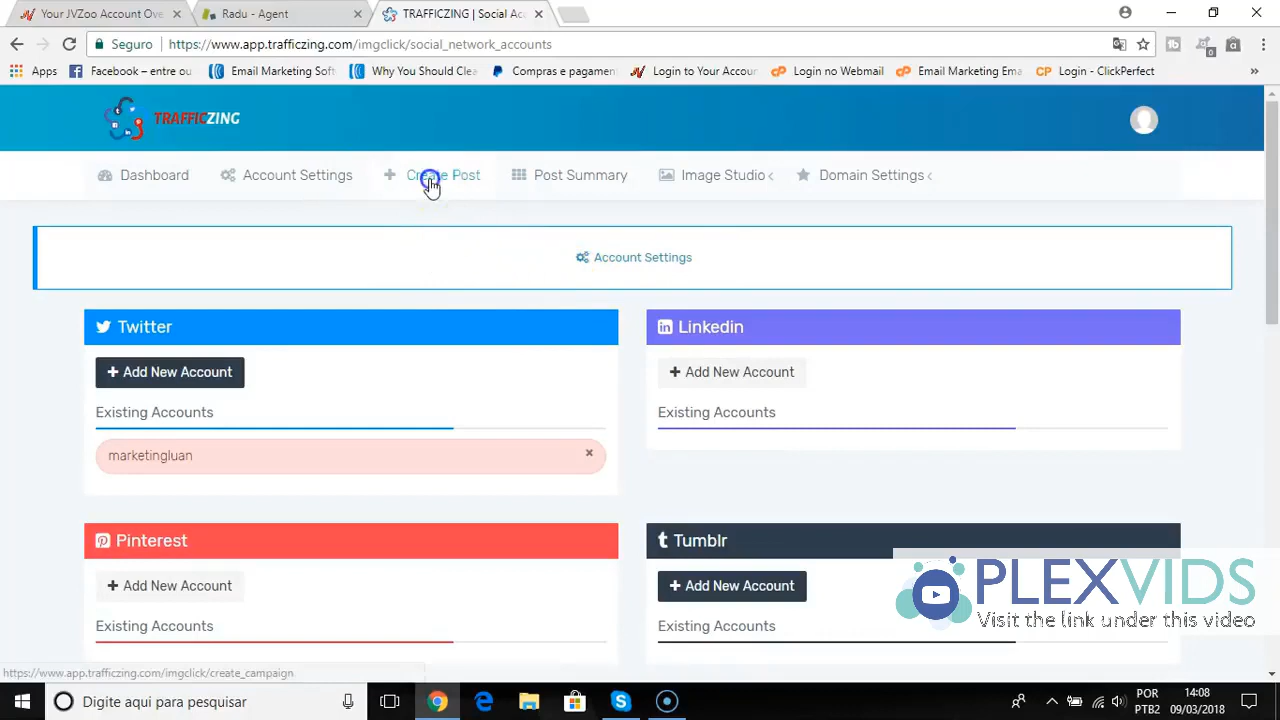 Your JVZoo Account Ove
Radu - Agent
TRAFFICZING | Social Acc
Seguro
https://www.app.trafficzing.com/imgclick/social_network_accounts
Apps
Facebook – entre ou
Email Marketing Soft
Why You Should Clea
Compras e pagament
Login to Your Accour
Login no Webmail
Email Marketing Ema
Login - ClickPerfect
TRAFFICZING
Dashboard
Account Settings
Create Post
Post Summary
Image Studio
Domain Settings
Account Settings
Twitter
Linkedin
+ Add New Account
+ Add New Account
Existing Accounts
Existing Accounts
marketingluan
Pinterest
Tumblr
+ Add New Account
+ Add New Account
Existing Accounts
Existing Accounts
PLEXVIDS
Visit the link under this video
https://www.app.trafficzing.com/imgclick/create_campaign
Digite aqui para pesquisar
POR
PTB2
14:08
09/03/2018